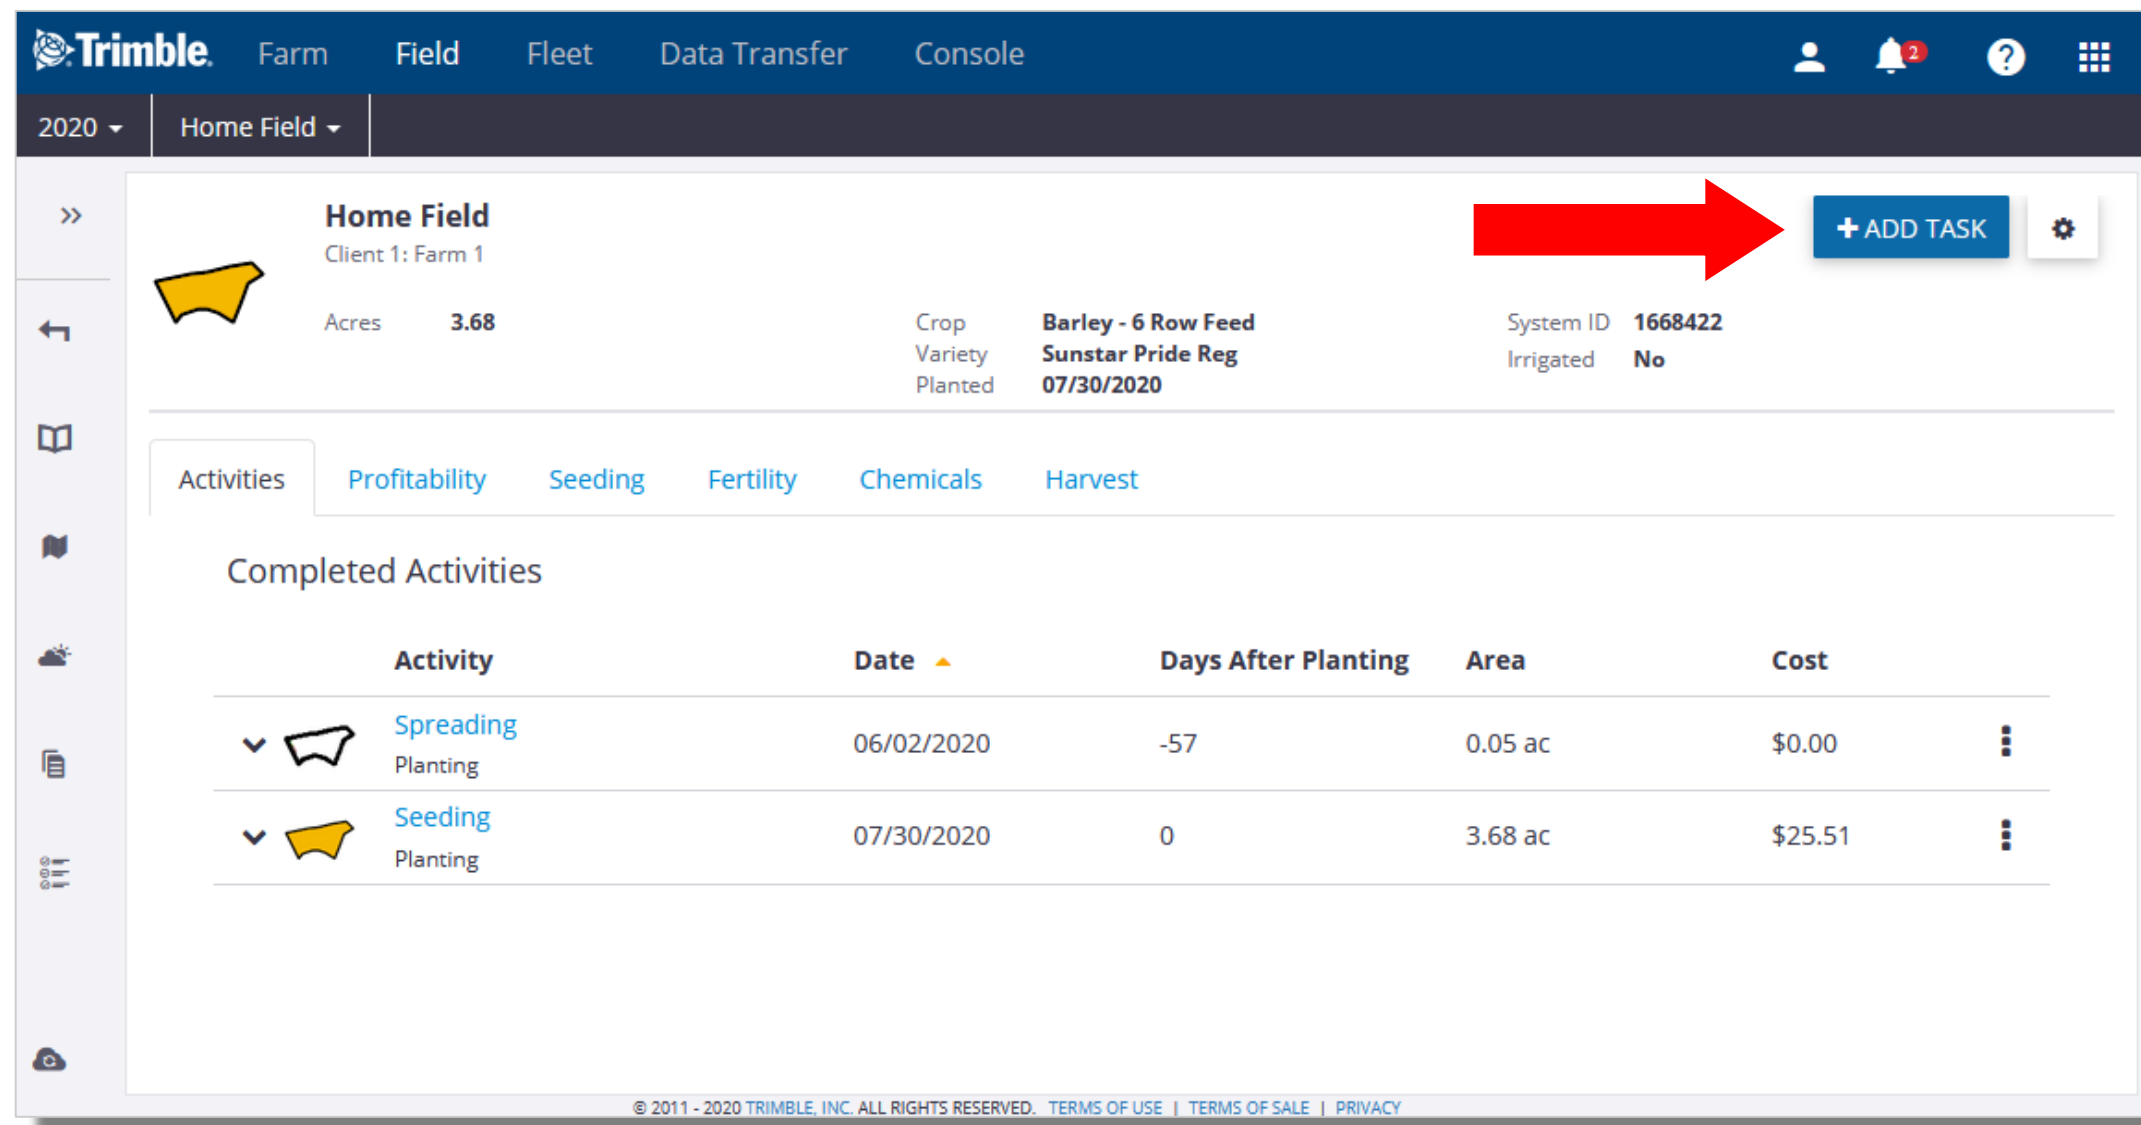 Trimble. Farm Field Fleet Data Transfer Console 2 ?
2020 Home Field
Home Field
+ ADD TASK
Client 1: Farm 1
Acres 3.68 Crop Barley - 6 Row Feed System ID 1668422
Variety Sunstar Pride Reg Irrigated No
Planted 07/30/2020
Activities Profitability Seeding Fertility Chemicals Harvest
Completed Activities
Activity Date Days After Planting Area Cost
Spreading
Planting 06/02/2020 -57 0.05 ac $0.00
Seeding
Planting 07/30/2020 0 3.68 ac $25.51
© 2011 - 2020 TRIMBLE, INC. ALL RIGHTS RESERVED. TERMS OF USE | TERMS OF SALE | PRIVACY